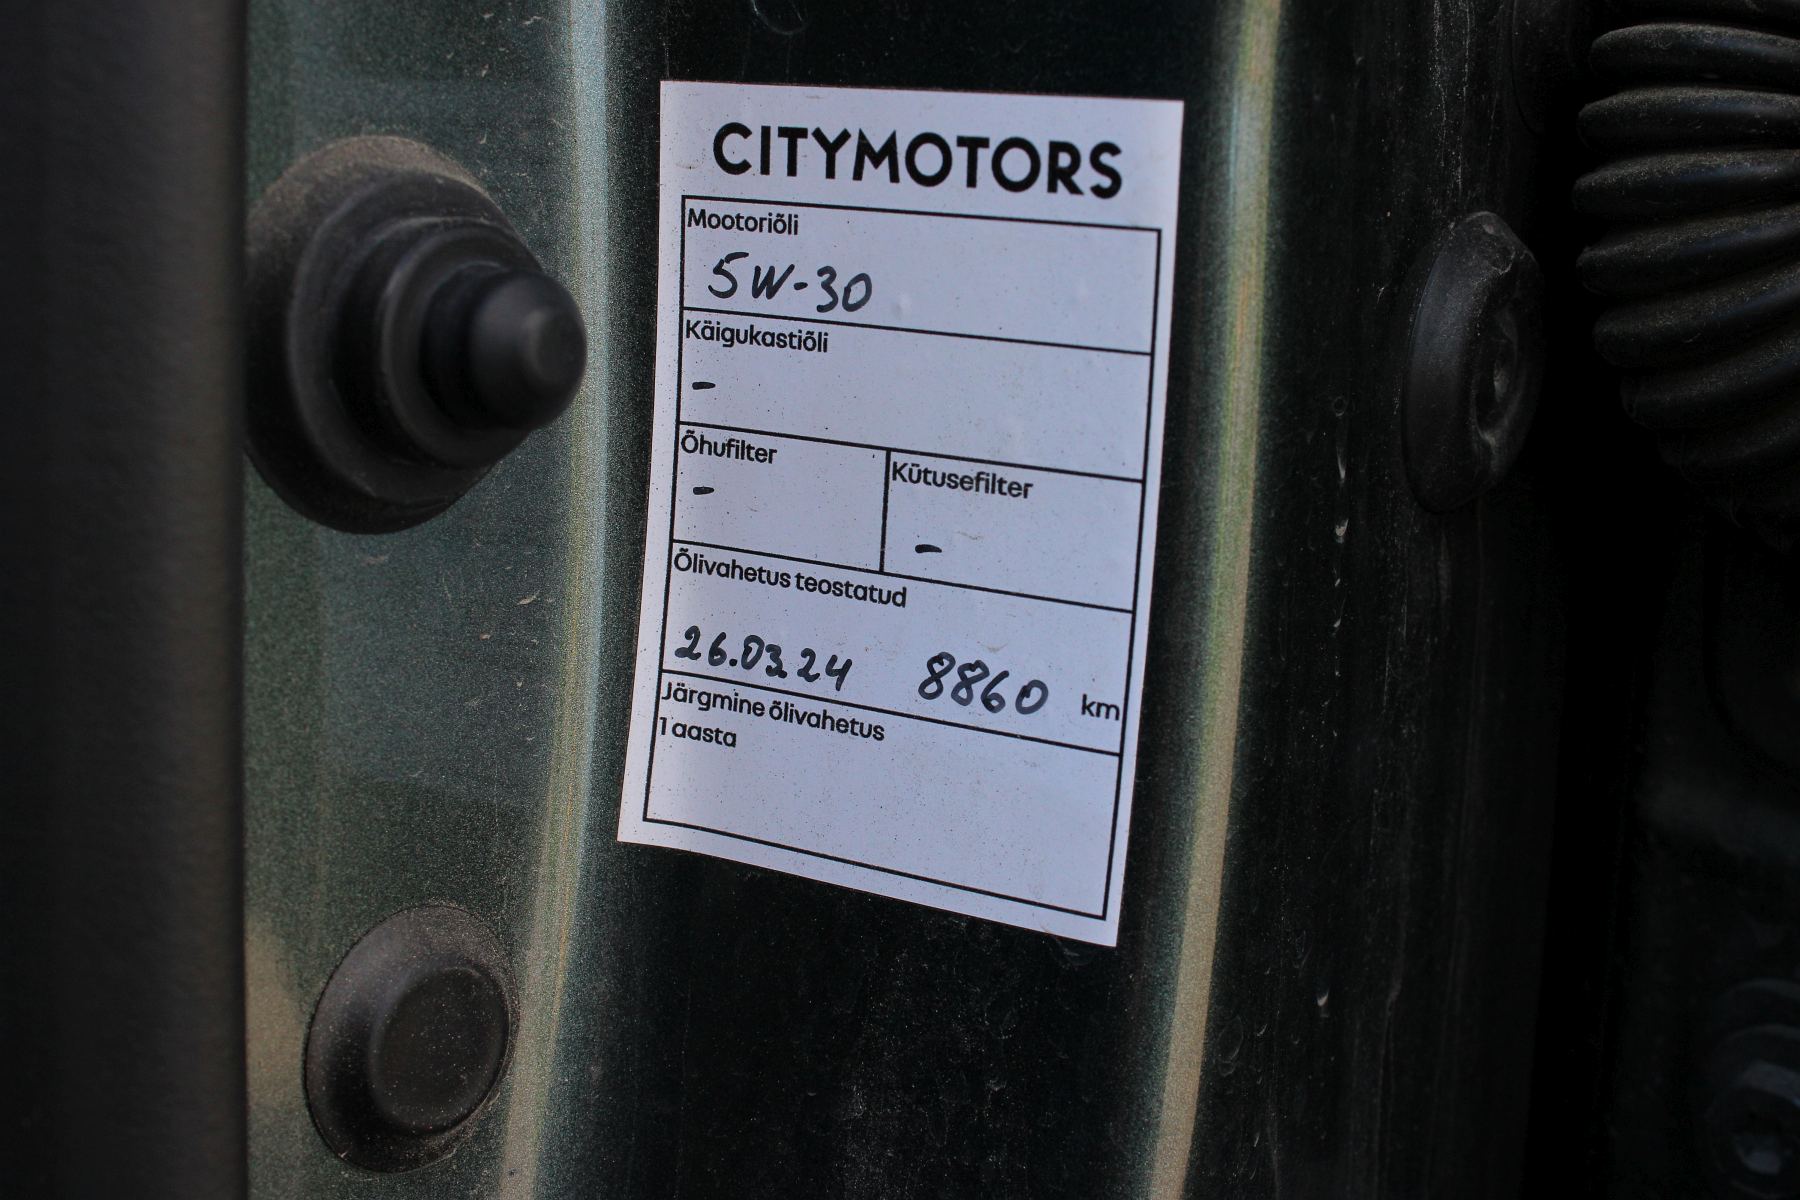 CITYMOTORS
Mootoriõli
5W-30
Käigukastiõli
-
Õhufilter
-
Kütusefilter
-
Õlivahetus teostatud
26.03.24 8860 km
Järgmine õlivahetus
1 aasta